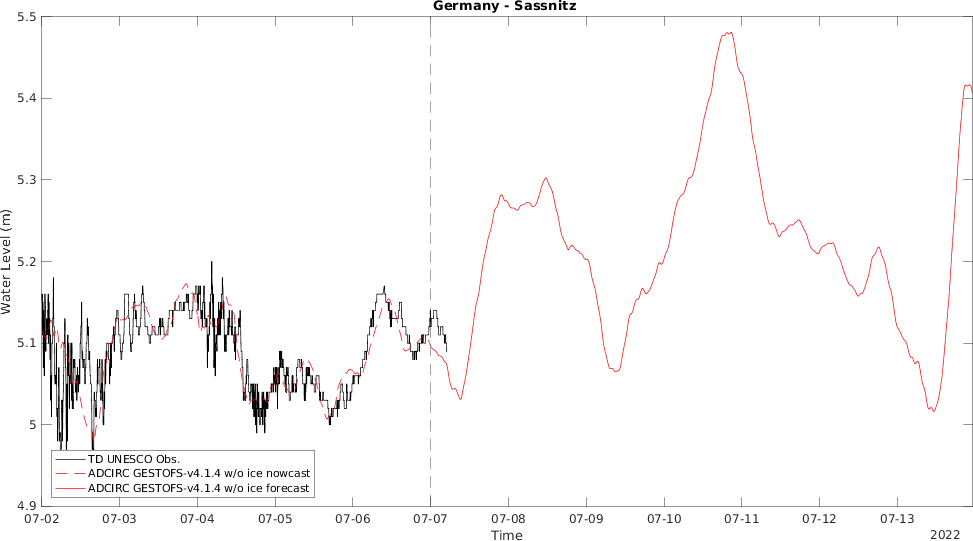 Germany - Sassnitz
Water Level (m)
5.5
5.4
5.3
5.2
5.1
5
4.9
TD UNESCO Obs.
ADCIRC GESTOFS-v4.1.4 w/o ice nowcast
ADCIRC GESTOFS-v4.1.4 w/o ice forecast
07-02 07-03 07-04 07-05 07-06 07-07 07-08 07-09 07-10 07-11 07-12 07-13
Time
2022